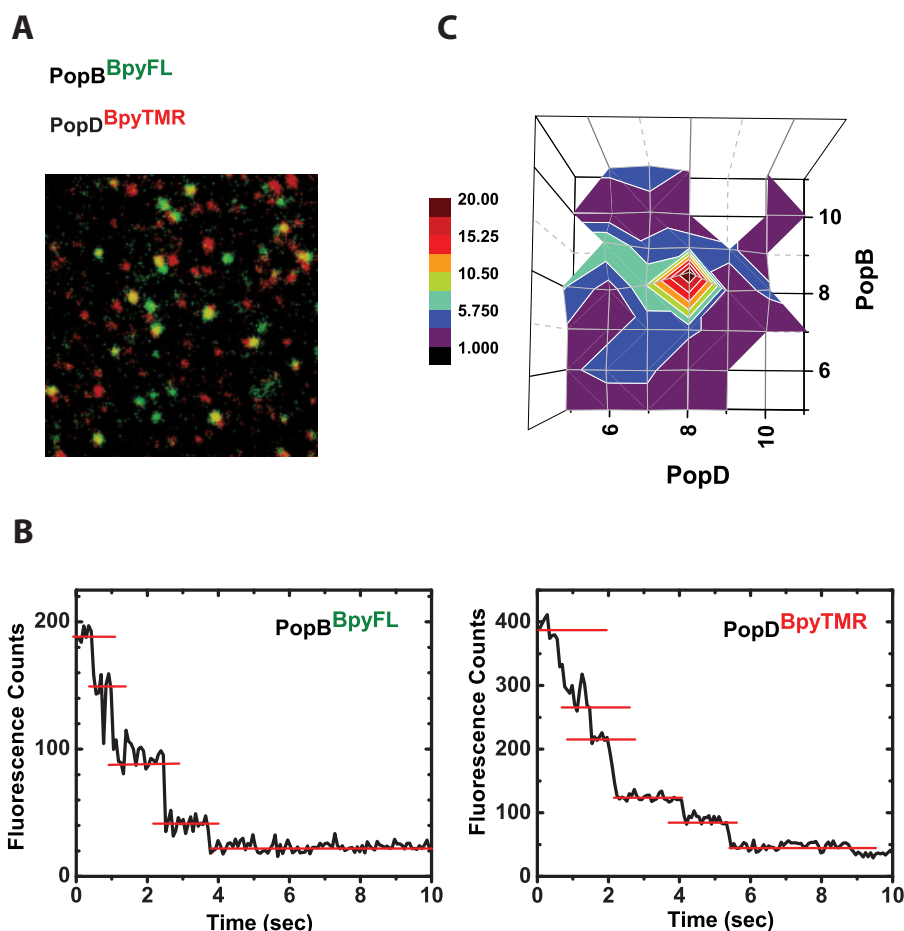 A
PopB BpyFL
PopD BpyTMR
C
20.00
15.25
10.50
5.750
1.000
10
8
6
PopB
6
8
10
PopD
B
200
100
0
Fluorescence Counts
PopB BpyFL
0 2 4 6 8 10
Time (sec)
400
300
200
100
0
Fluorescence Counts
PopD BpyTMR
0 2 4 6 8 10
Time (sec)